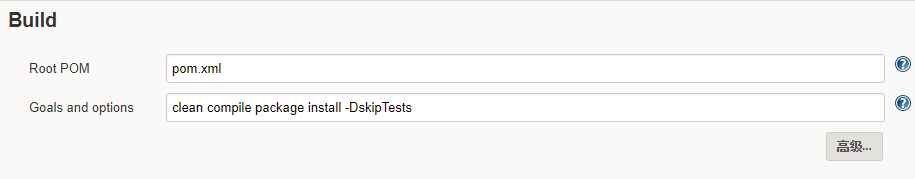 Build
Root POM
pom.xml
Goals and options
clean compile package install -DskipTests
高级...